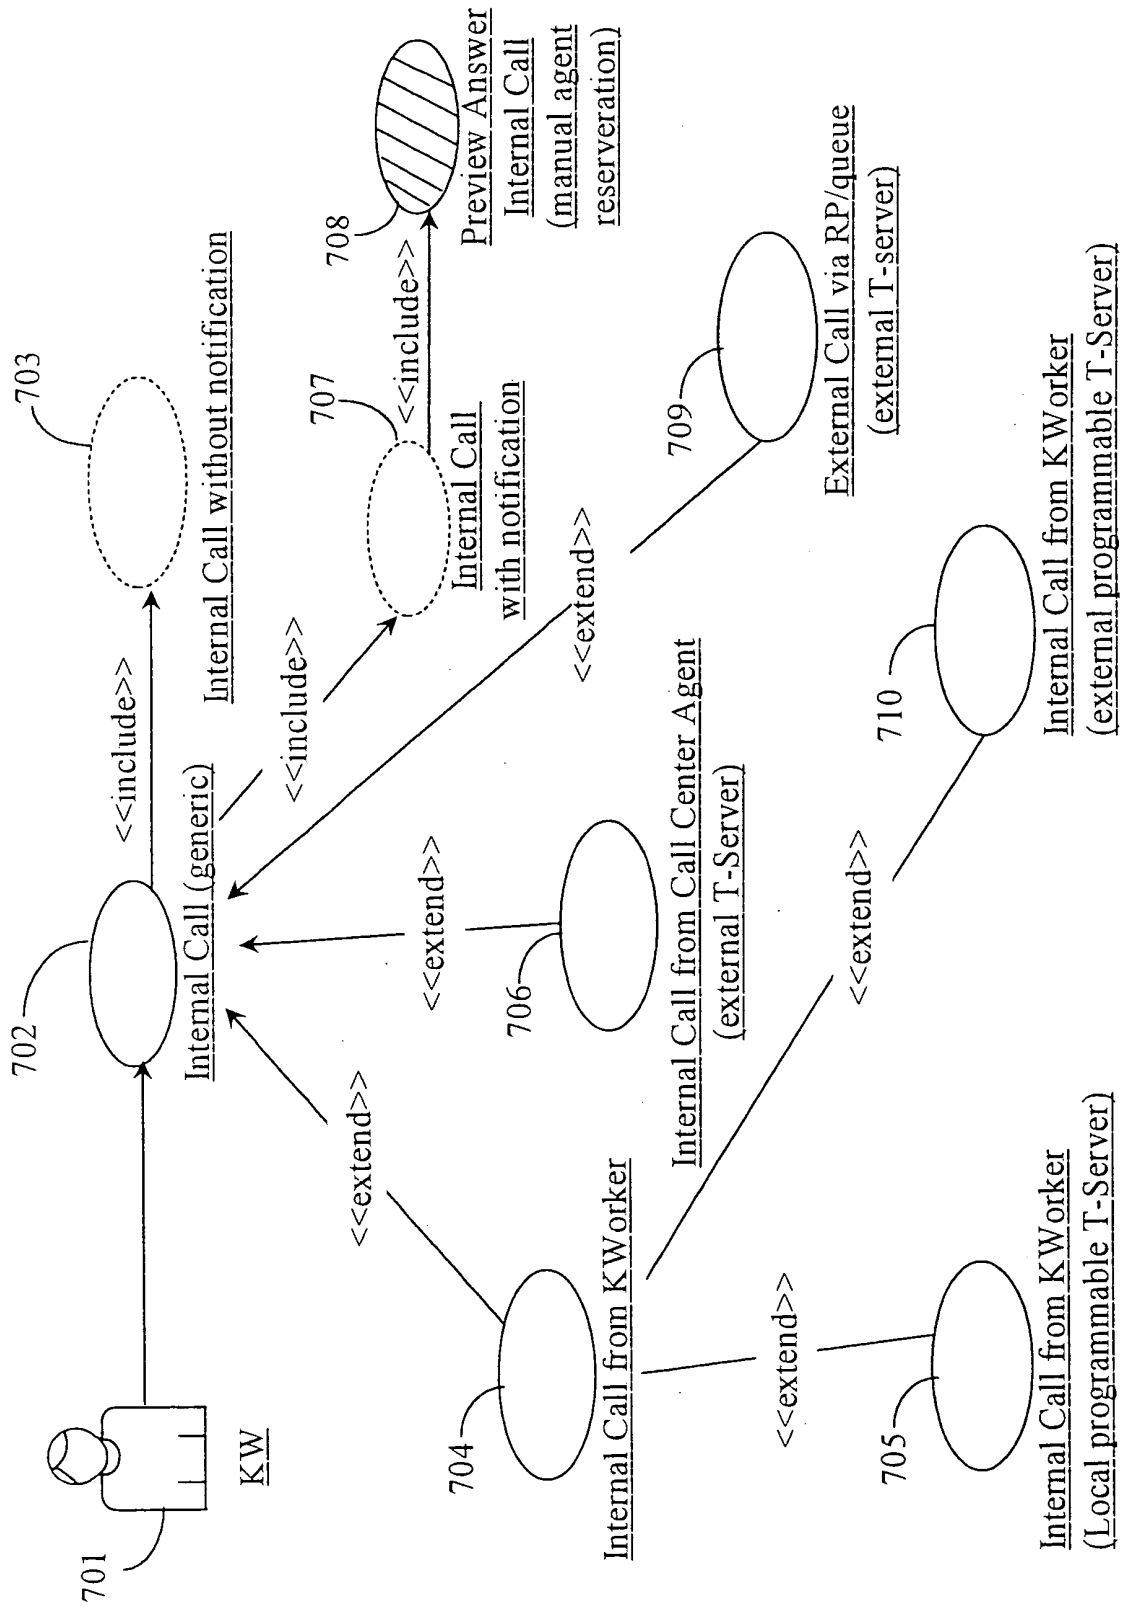 701
KW
702
Internal Call (generic)
<<include>>
703
Internal Call without notification
<<include>>
707
Internal Call
with notification
<<include>>
708
Preview Answer
Internal Call
(manual agent
reserveration)
<<extend>>
<<extend>>
<<extend>>
704
Internal Call from KWorker
706
Internal Call from Call Center Agent
(external T-Server)
709
External Call via RP/queue
(external T-server)
<<extend>>
<<extend>>
705
Internal Call from KWorker
(Local programmable T-Server)
710
Internal Call from KWorker
(external programmable T-Server)